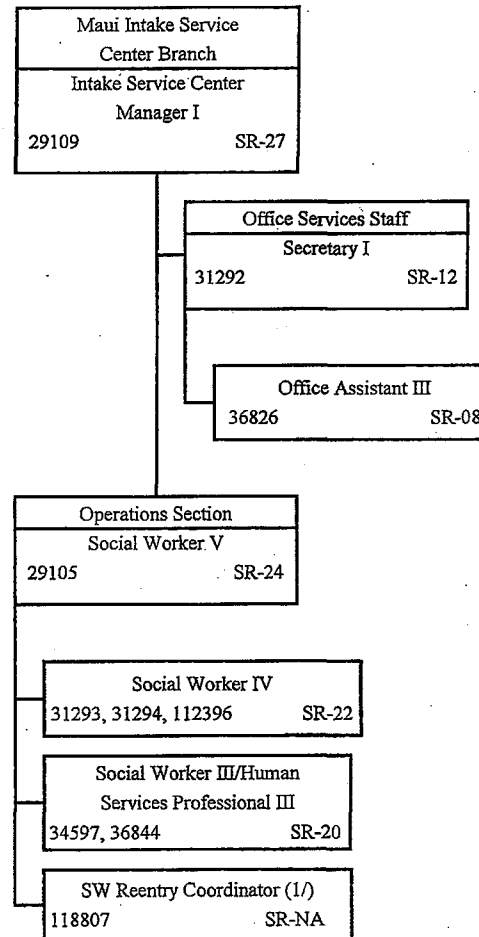 Maui Intake Service
Center Branch
Intake Service Center
Manager I
29109 SR-27
Office Services Staff
Secretary I
31292 SR-12
Office Assistant III
36826 SR-08
Operations Section
Social Worker V
29105 SR-24
Social Worker IV
31293, 31294, 112396 SR-22
Social Worker III/Human
Services Professional III
34597, 36844 SR-20
SW Reentry Coordinator (1/)
118807 SR-NA